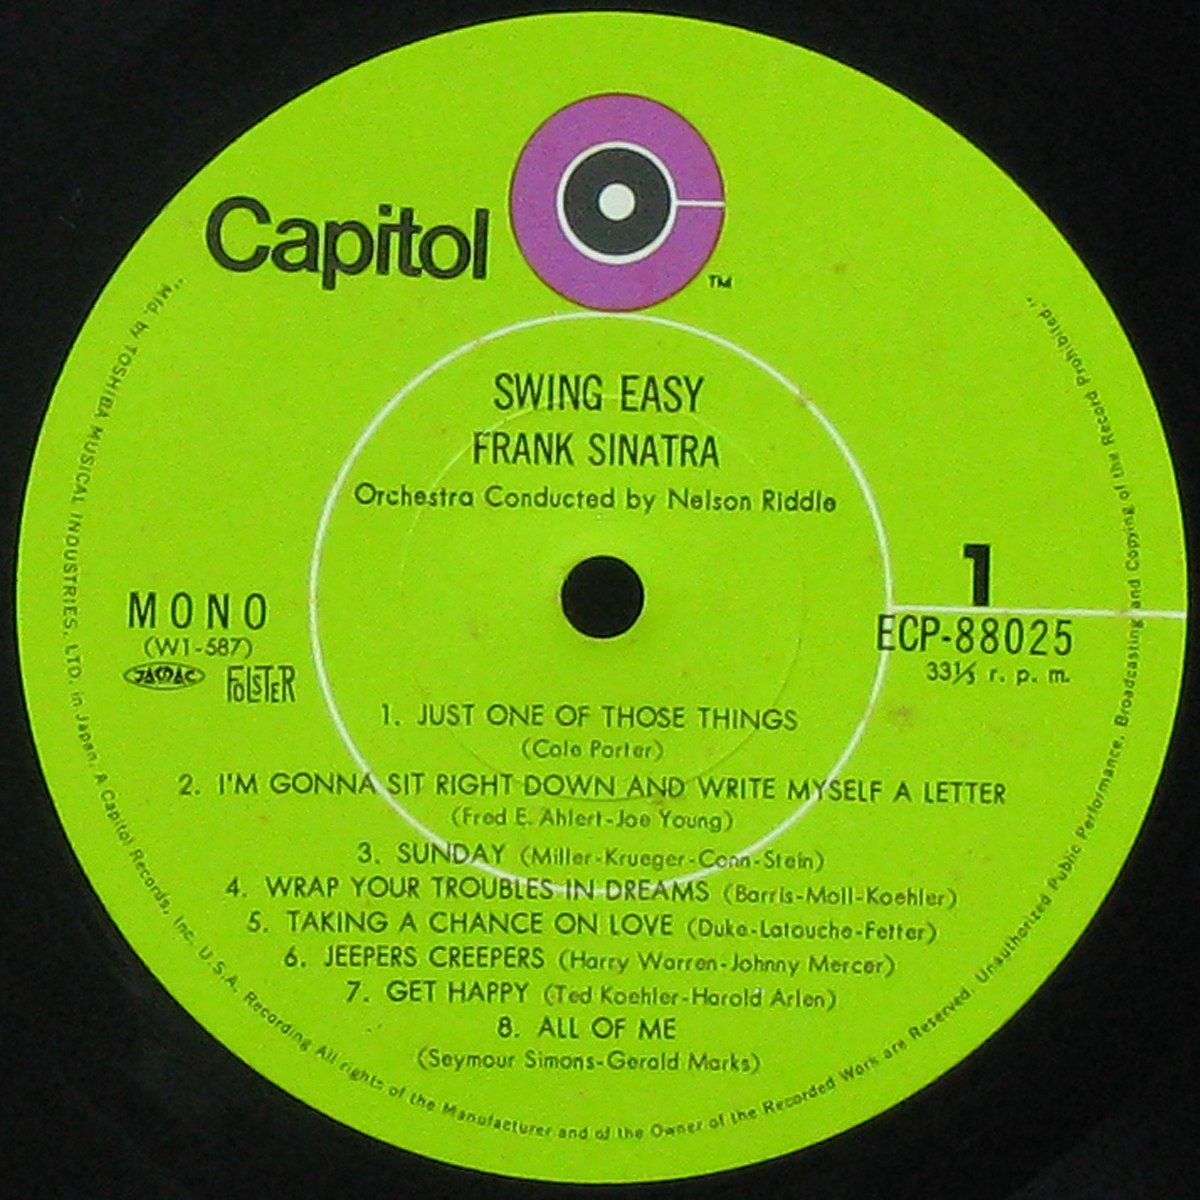 Capitol
TM
SWING EASY
FRANK SINATRA
Orchestra Conducted by Nelson Riddle
1
MONO
(W1-587)
JASRAC FOLSTER
ECP-88025
33⅓ r. p. m.
1. JUST ONE OF THOSE THINGS
(Cole Porter)
2. I'M GONNA SIT RIGHT DOWN AND WRITE MYSELF A LETTER
(Fred E. Ahlert-Joe Young)
3. SUNDAY (Miller-Krueger-Conn-Stein)
4. WRAP YOUR TROUBLES IN DREAMS (Barris-Moll-Koehler)
5. TAKING A CHANCE ON LOVE (Duke-Latouche-Fetter)
6. JEEPERS CREEPERS (Harry Warren-Johnny Mercer)
7. GET HAPPY (Ted Koehler-Harold Arlen)
8. ALL OF ME
(Seymour Simons-Gerald Marks)
"Mfd. by TOSHIBA MUSICAL INDUSTRIES, LTD. in Japan, A Capitol Records, Inc. U.S.A. Recording All rights of the Manufacturer and of the Owner of the Recorded Work are Reserved. Unauthorized Public Performance, Broadcasting and Copying of the Record Prohibited."